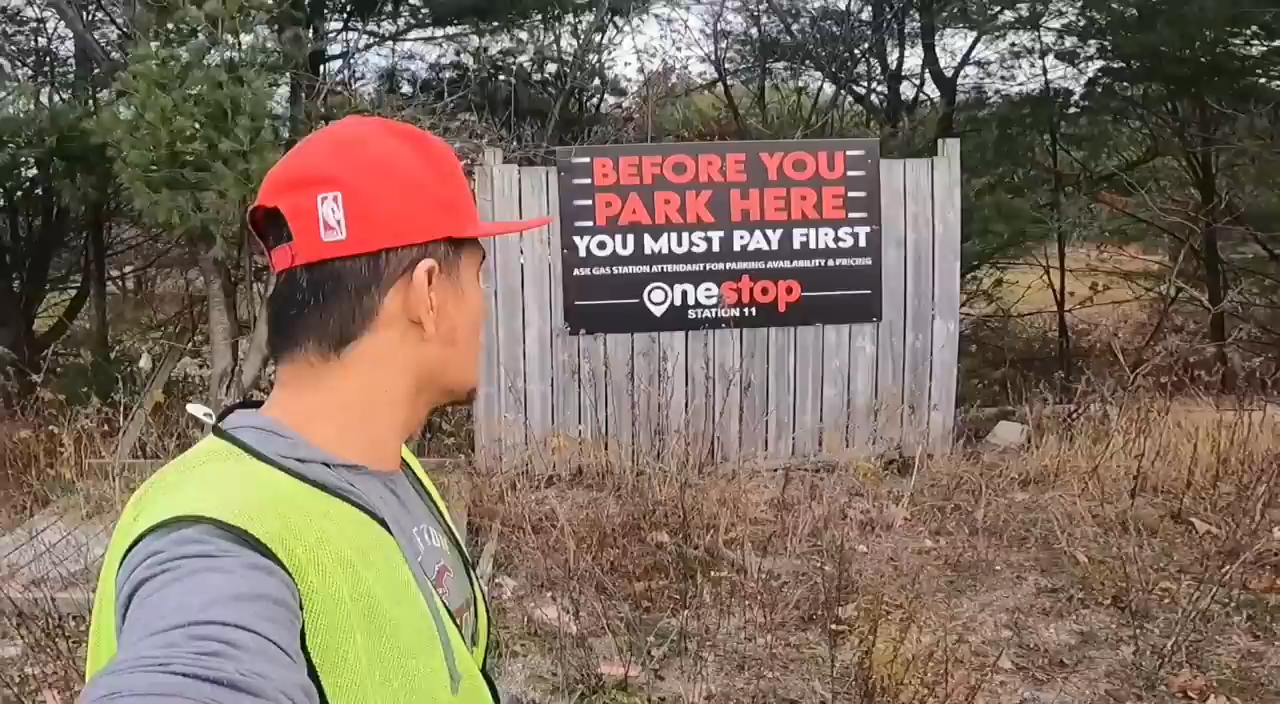 BEFORE YOU
PARK HERE
YOU MUST PAY FIRST
ASK GAS STATION ATTENDANT FOR PARKING AVAILABILITY & PRICING
onestop
STATION 11